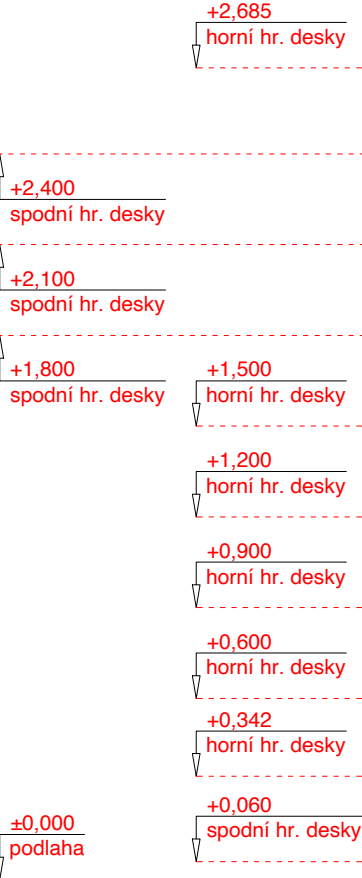 +2,685
horní hr. desky
+2,400
spodní hr. desky
+2,100
spodní hr. desky
+1,800
spodní hr. desky
+1,500
horní hr. desky
+1,200
horní hr. desky
+0,900
horní hr. desky
+0,600
horní hr. desky
+0,342
horní hr. desky
+0,060
spodní hr. desky
±0,000
podlaha